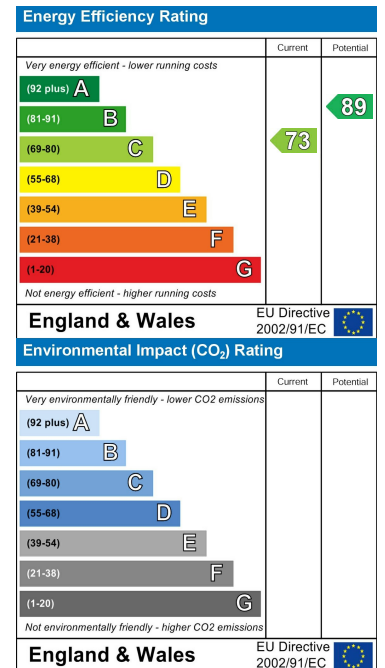 Energy Efficiency Rating
Current Potential
Very energy efficient - lower running costs
(92 plus) A
(81-91) B
(69-80) C
(55-68) D
(39-54) E
(21-38) F
(1-20) G
73
89
Not energy efficient - higher running costs
England & Wales
EU Directive
2002/91/EC
Environmental Impact (CO₂) Rating
Current Potential
Very environmentally friendly - lower CO2 emissions
(92 plus) A
(81-91) B
(69-80) C
(55-68) D
(39-54) E
(21-38) F
(1-20) G
Not environmentally friendly - higher CO2 emissions
England & Wales
EU Directive
2002/91/EC